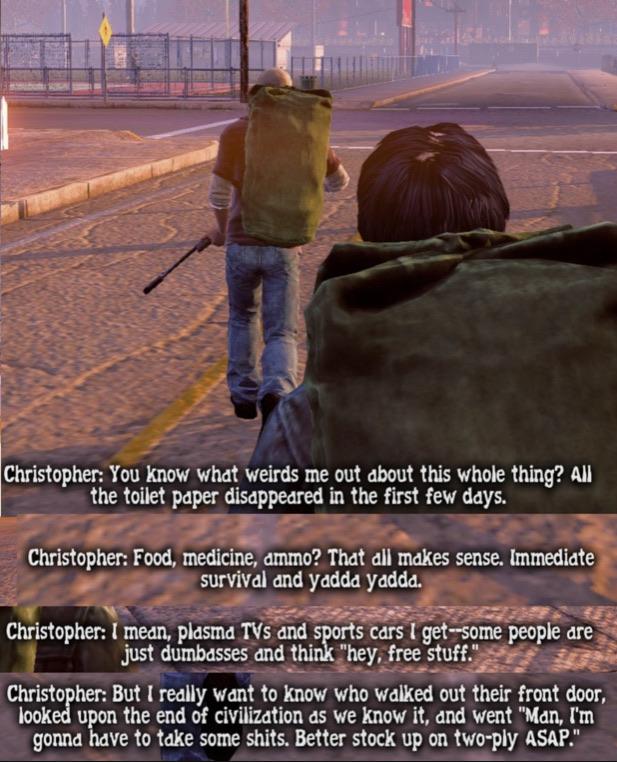 Christopher: You know what weirds me out about this whole thing? All
the toilet paper disappeared in the first few days.
Christopher: Food, medicine, ammo? That all makes sense. Immediate
survival and yadda yadda.
Christopher: I mean, plasma TVs and sports cars I get--some people are
just dumbasses and think "hey, free stuff."
Christopher: But I really want to know who walked out their front door,
looked upon the end of civilization as we know it, and went "Man, I'm
gonna have to take some shits. Better stock up on two-ply ASAP."